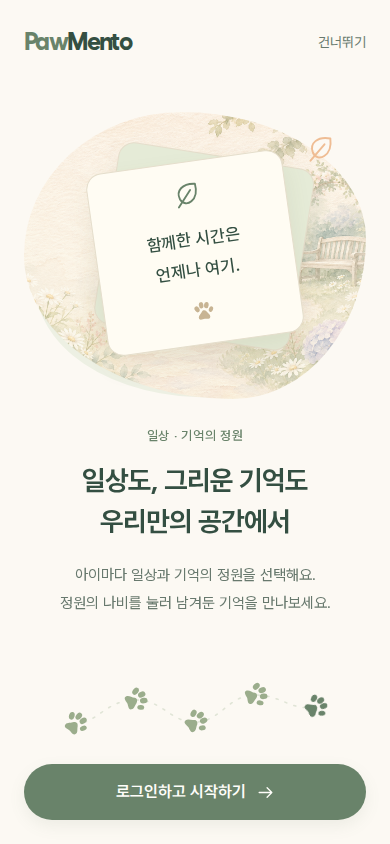 PawMento
건너뛰기
함께한 시간은
언제나 여기.
일상 · 기억의 정원
일상도, 그리운 기억도
우리만의 공간에서
아이마다 일상과 기억의 정원을 선택해요.
정원의 나비를 눌러 남겨둔 기억을 만나보세요.
로그인하고 시작하기 →